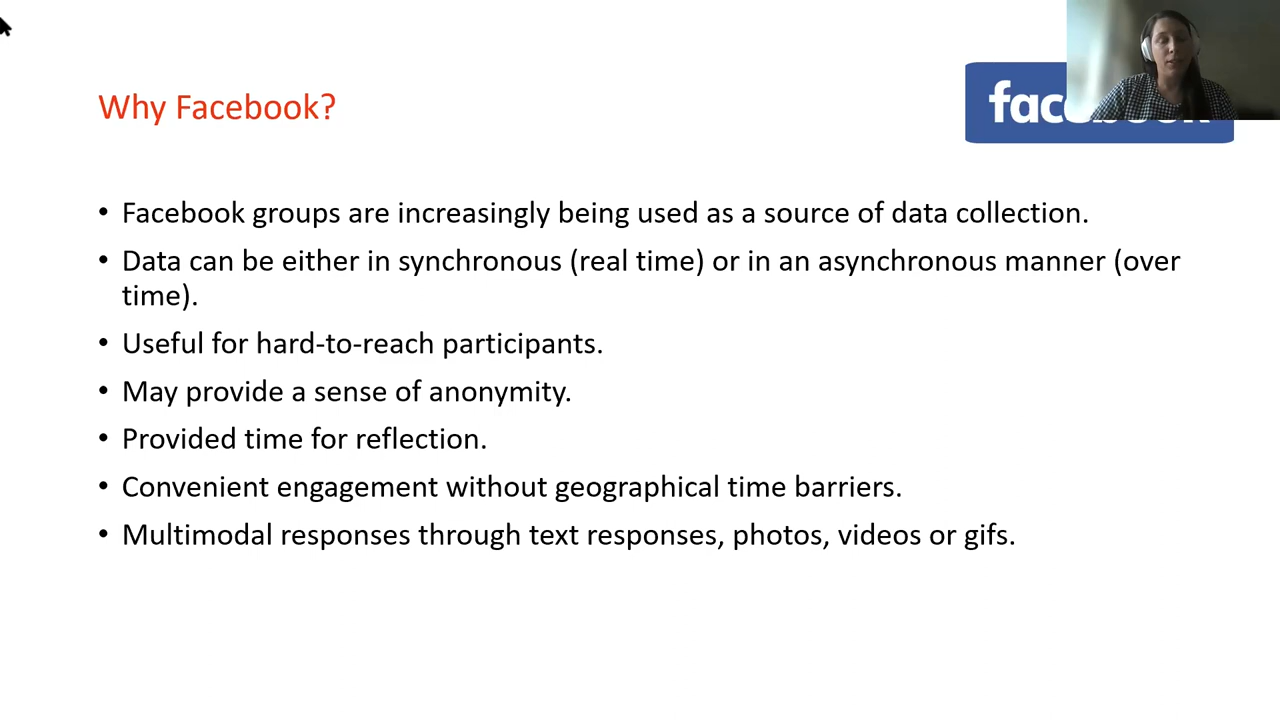 Why Facebook?
• Facebook groups are increasingly being used as a source of data collection.
• Data can be either in synchronous (real time) or in an asynchronous manner (over
time).
• Useful for hard-to-reach participants.
• May provide a sense of anonymity.
• Provided time for reflection.
• Convenient engagement without geographical time barriers.
• Multimodal responses through text responses, photos, videos or gifs.